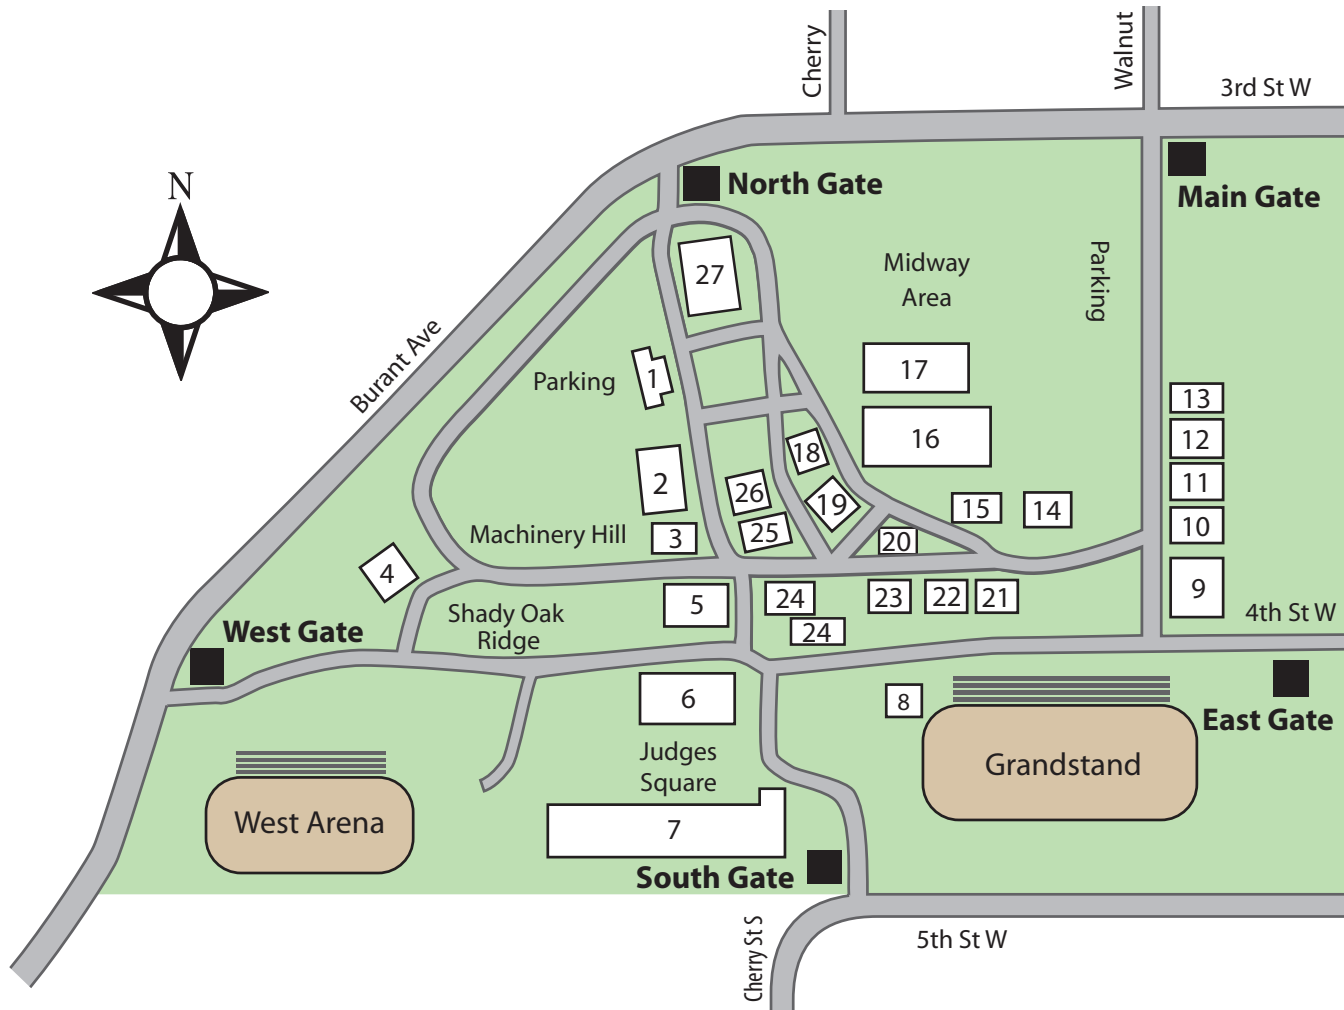 Cherry
Walnut
3rd St W
N
North Gate
Main Gate
Midway
Area
Parking
27
Burant Ave
Parking
1
17
13
16
12
18
2
26
11
19
15
14
10
25
Machinery Hill
3
20
4
9
5
24
23
22
21
Shady Oak
Ridge
4th St W
West Gate
24
6
8
East Gate
Judges
Square
Grandstand
West Arena
7
South Gate
Cherry St S
5th St W